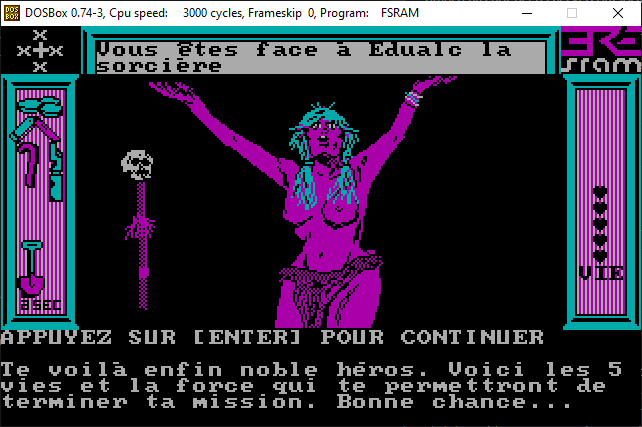 DOSBox 0.74-3, Cpu speed: 3000 cycles, Frameskip 0, Program: FSRAM
Vous êtes face à Edualc la
sorcière
ERE
sram
VIE
APPUYEZ SUR [ENTER] POUR CONTINUER
Te voilà enfin noble héros. Voici les 5
vies et la force qui te permettront de
terminer ta mission. Bonne chance...